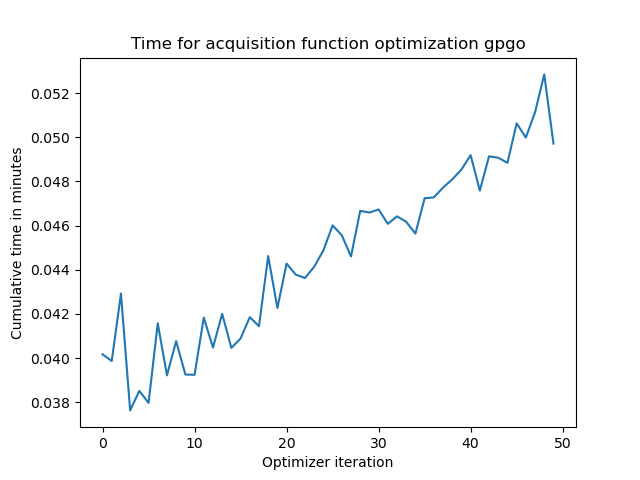 Time for acquisition function optimization gpgo
0.052
0.050
0.048
0.046
0.044
0.042
0.040
0.038
Cumulative time in minutes
0 10 20 30 40 50
Optimizer iteration